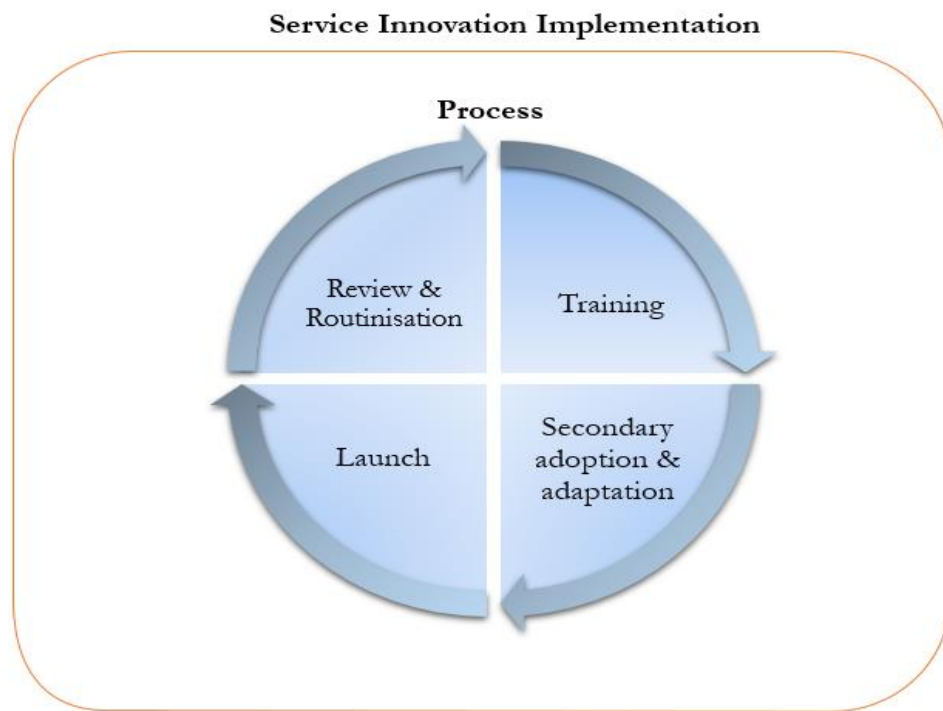 Service Innovation Implementation
Process
Review &
Routinisation
Training
Launch
Secondary
adoption &
adaptation